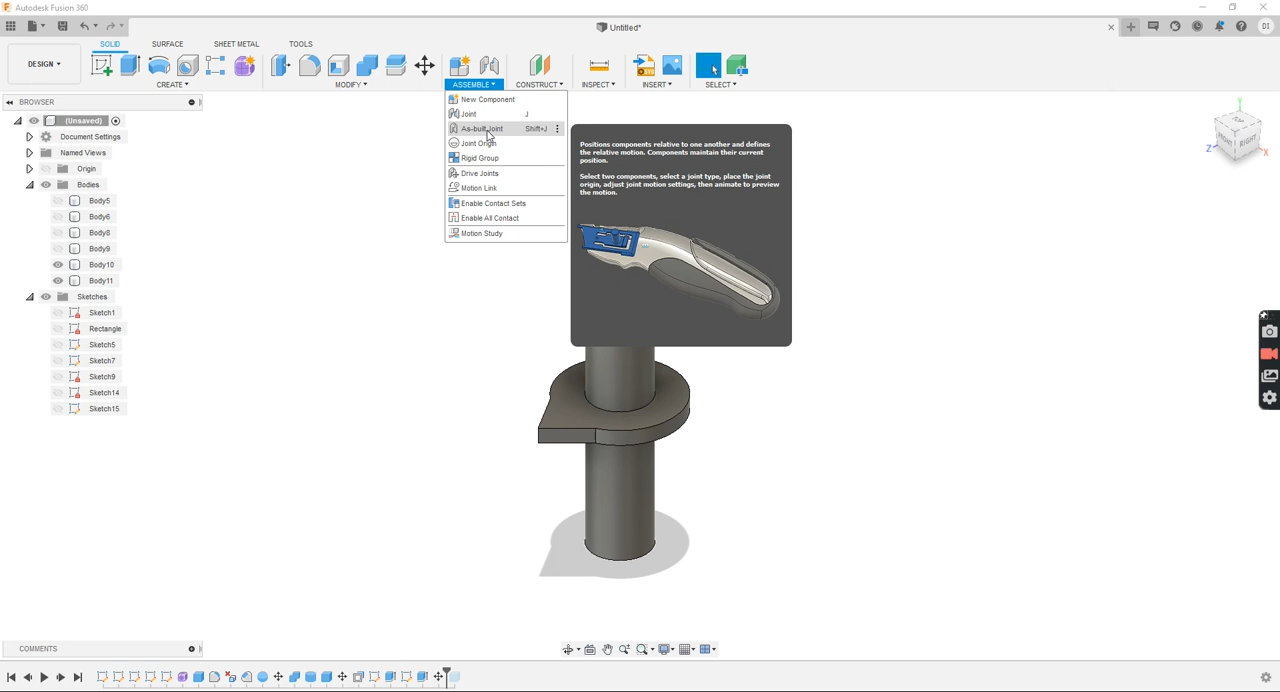 Autodesk Fusion 360
Untitled*
DI
DESIGN
SOLID
SURFACE
SHEET METAL
TOOLS
CREATE
MODIFY
ASSEMBLE
CONSTRUCT
INSPECT
INSERT
SELECT
BROWSER
(Unsaved)
Document Settings
Named Views
Origin
Bodies
Body5
Body6
Body8
Body9
Body10
Body11
Sketches
Sketch1
Rectangle
Sketch5
Sketch7
Sketch9
Sketch14
Sketch15
New Component
Joint J
As-built Joint Shift+J
Joint Origin
Rigid Group
Drive Joints
Motion Link
Enable Contact Sets
Enable All Contact
Motion Study
Positions components relative to one another and defines
the relative motion. Components maintain their current
position.
Select two components, select a joint type, place the joint
origin, adjust joint motion settings, then animate to preview
the motion.
Y
Z
X
FRONT
RIGHT
COMMENTS